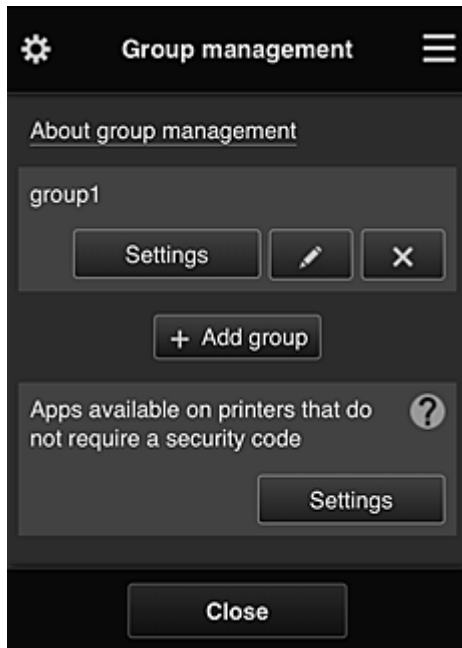 Group management
About group management
group1
Settings
+ Add group
Apps available on printers that do
not require a security code
?
Settings
Close